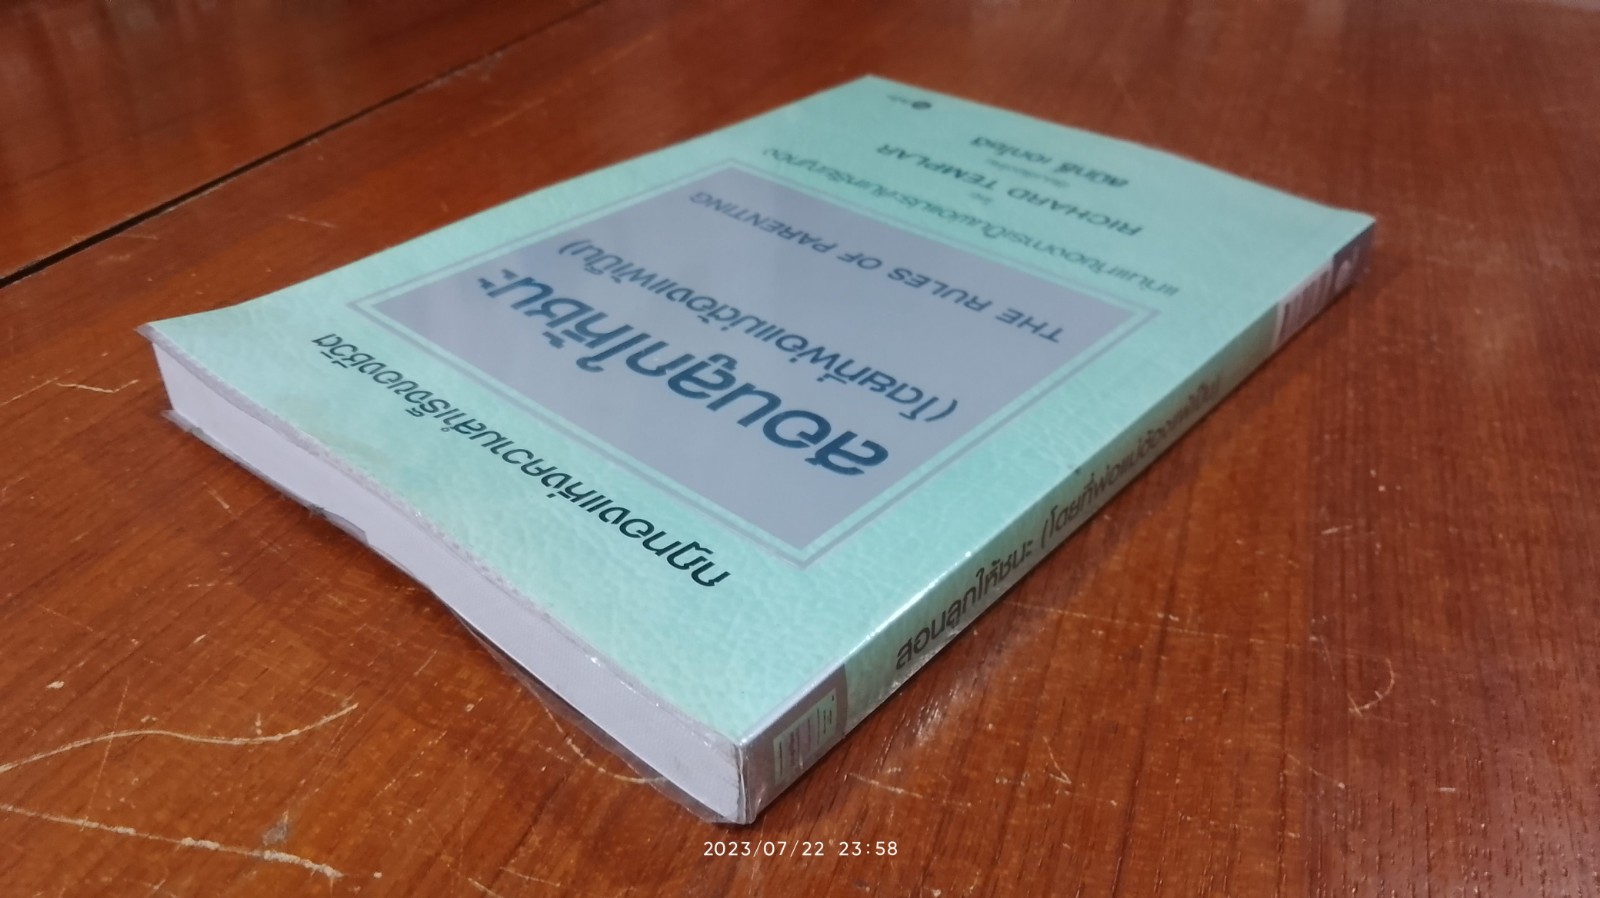 กฎทองแห่งความสำเร็จของชีวิต
สอนลูกให้ชนะ
(โดยที่พ่อแม่ต้องแพ้เป็น)
THE RULES OF PARENTING
RICHARD TEMPLAR
สอนลูกให้ชนะ (โดยที่พ่อแม่ต้องแพ้เป็น)
2023/07/22 23:58